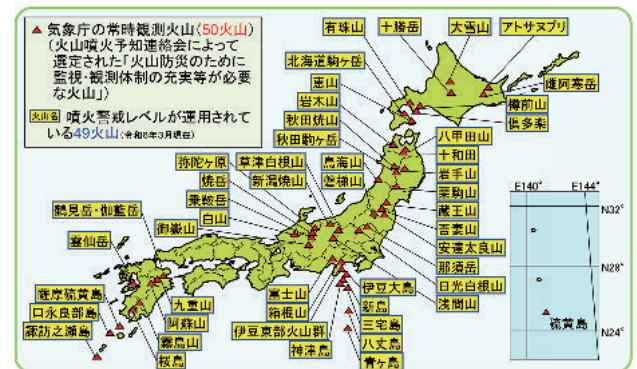 ▲ 気象庁の常時観測火山(50火山)
(火山噴火予知連絡会によって
選定された「火山防災のために
監視・観測体制の充実等が必要
な火山」)
火山名 噴火警戒レベルが運用されて
いる49火山(令和6年3月現在)
有珠山
十勝岳
大雪山
アトサヌプリ
北海道駒ヶ岳
恵山
岩木山
秋田焼山
秋田駒ヶ岳
雌阿寒岳
樽前山
倶多楽
八甲田山
十和田
岩手山
栗駒山
蔵王山
吾妻山
安達太良山
那須岳
日光白根山
浅間山
弥陀ヶ原
草津白根山
鳥海山
焼岳
新潟焼山
磐梯山
乗鞍岳
白山
御嶽山
鶴見岳・伽藍岳
雲仙岳
薩摩硫黄島
口永良部島
諏訪之瀬島
九重山
阿蘇山
霧島山
桜島
富士山
箱根山
伊豆東部火山群
神津島
伊豆大島
新島
三宅島
八丈島
青ヶ島
E140°
E144°
N32°
N28°
N24°
硫黄島